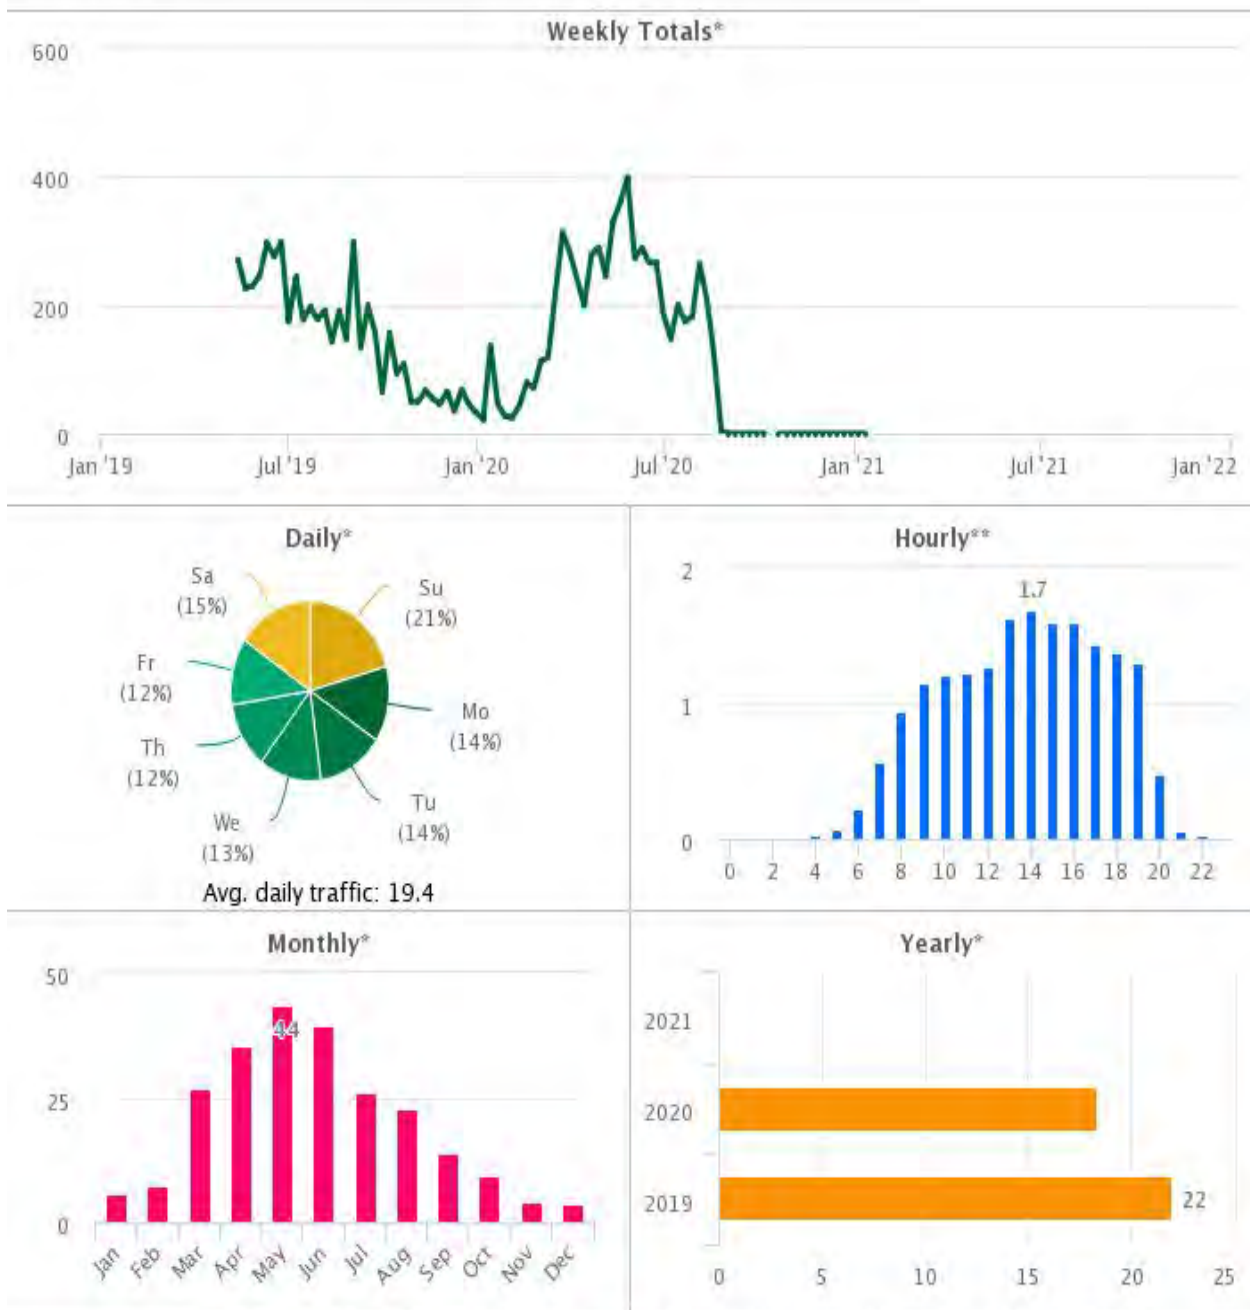 Weekly Totals*
600
400
200
0
Jan '19 Jul '19 Jan '20 Jul '20 Jan '21 Jul '21 Jan '22
Daily*
Sa
(15%)
Su
(21%)
Fr
(12%)
Mo
(14%)
Th
(12%)
Tu
(14%)
We
(13%)
Avg. daily traffic: 19.4
Hourly**
2
1.7
1
0
0 2 4 6 8 10 12 14 16 18 20 22
Monthly*
50
44
25
0
Jan Feb Mar Apr May Jun Jul Aug Sep Oct Nov Dec
Yearly*
2021
2020
2019 22
0 5 10 15 20 25